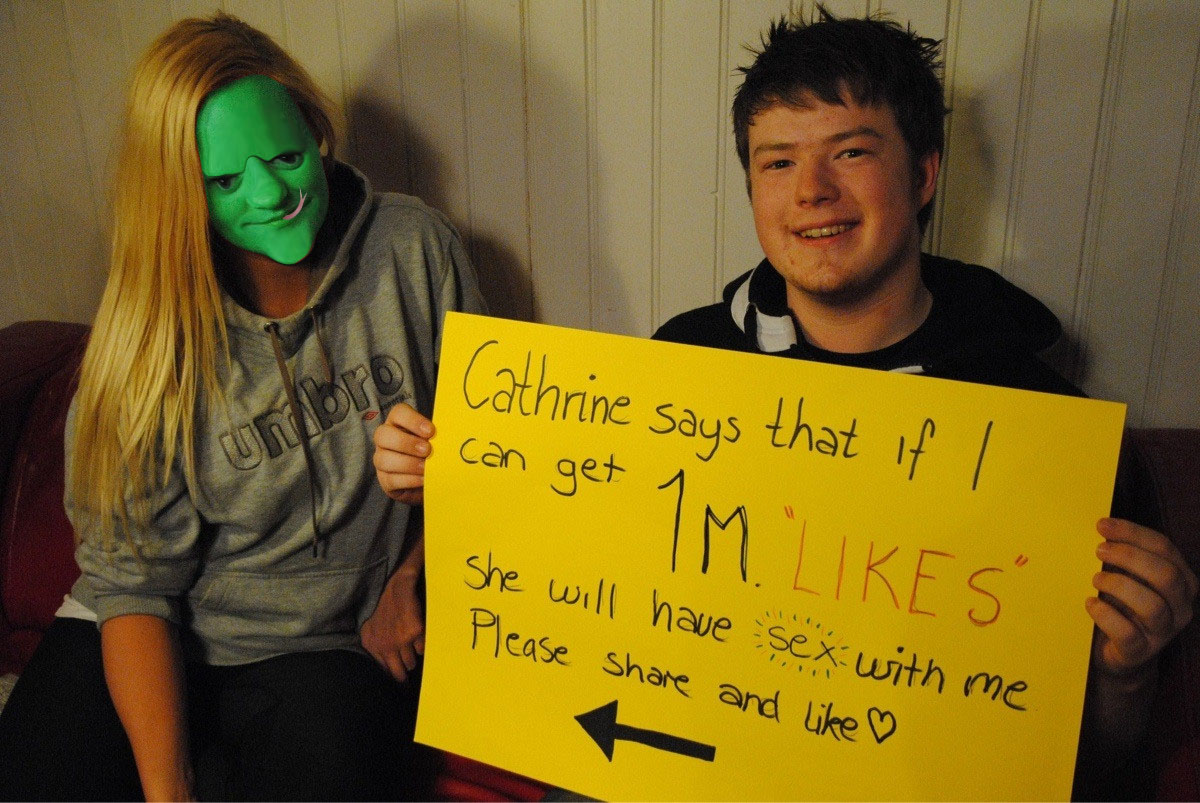 umbro
Cathrine says that if I
can get 1M. "LIKES"
She will have sex with me
Please share and like♡